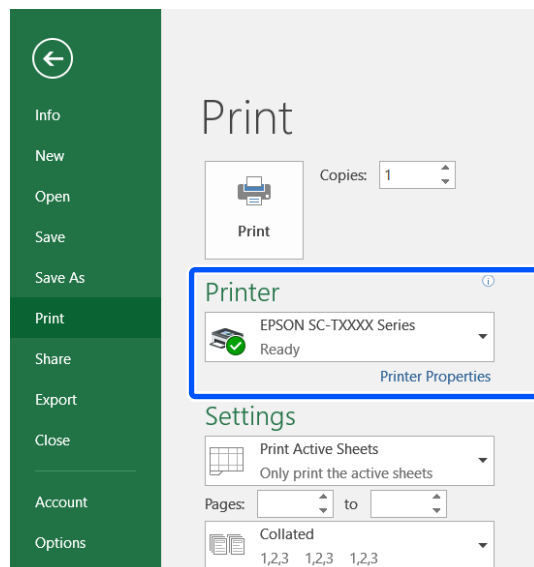 Info
New
Open
Save
Save As
Print
Share
Export
Close
Account
Options
Print
Copies: 1
Print
Printer
EPSON SC-TXXXX Series
Ready
Printer Properties
Settings
Print Active Sheets
Only print the active sheets
Pages: to
Collated
1,2,3 1,2,3 1,2,3